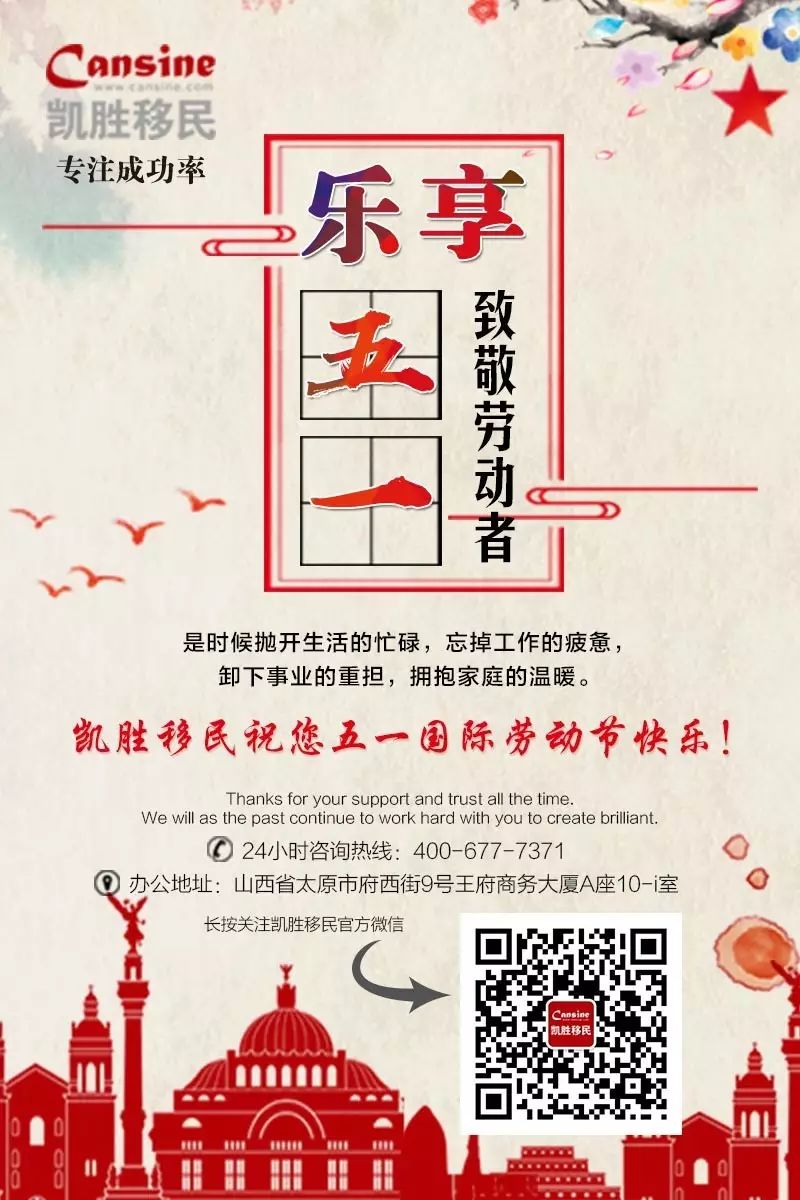 Cansine
www.cansine.com
凯胜移民
专注成功率
乐享
五
一
致敬劳动者
是时候抛开生活的忙碌，忘掉工作的疲惫，
卸下事业的重担，拥抱家庭的温暖。
凯胜移民祝您五一国际劳动节快乐！
Thanks for your support and trust all the time.
We will as the past continue to work hard with you to create brilliant.
24小时咨询热线：400-677-7371
办公地址：山西省太原市府西街9号王府商务大厦A座10-i室
长按关注凯胜移民官方微信
Cansine
凯胜移民